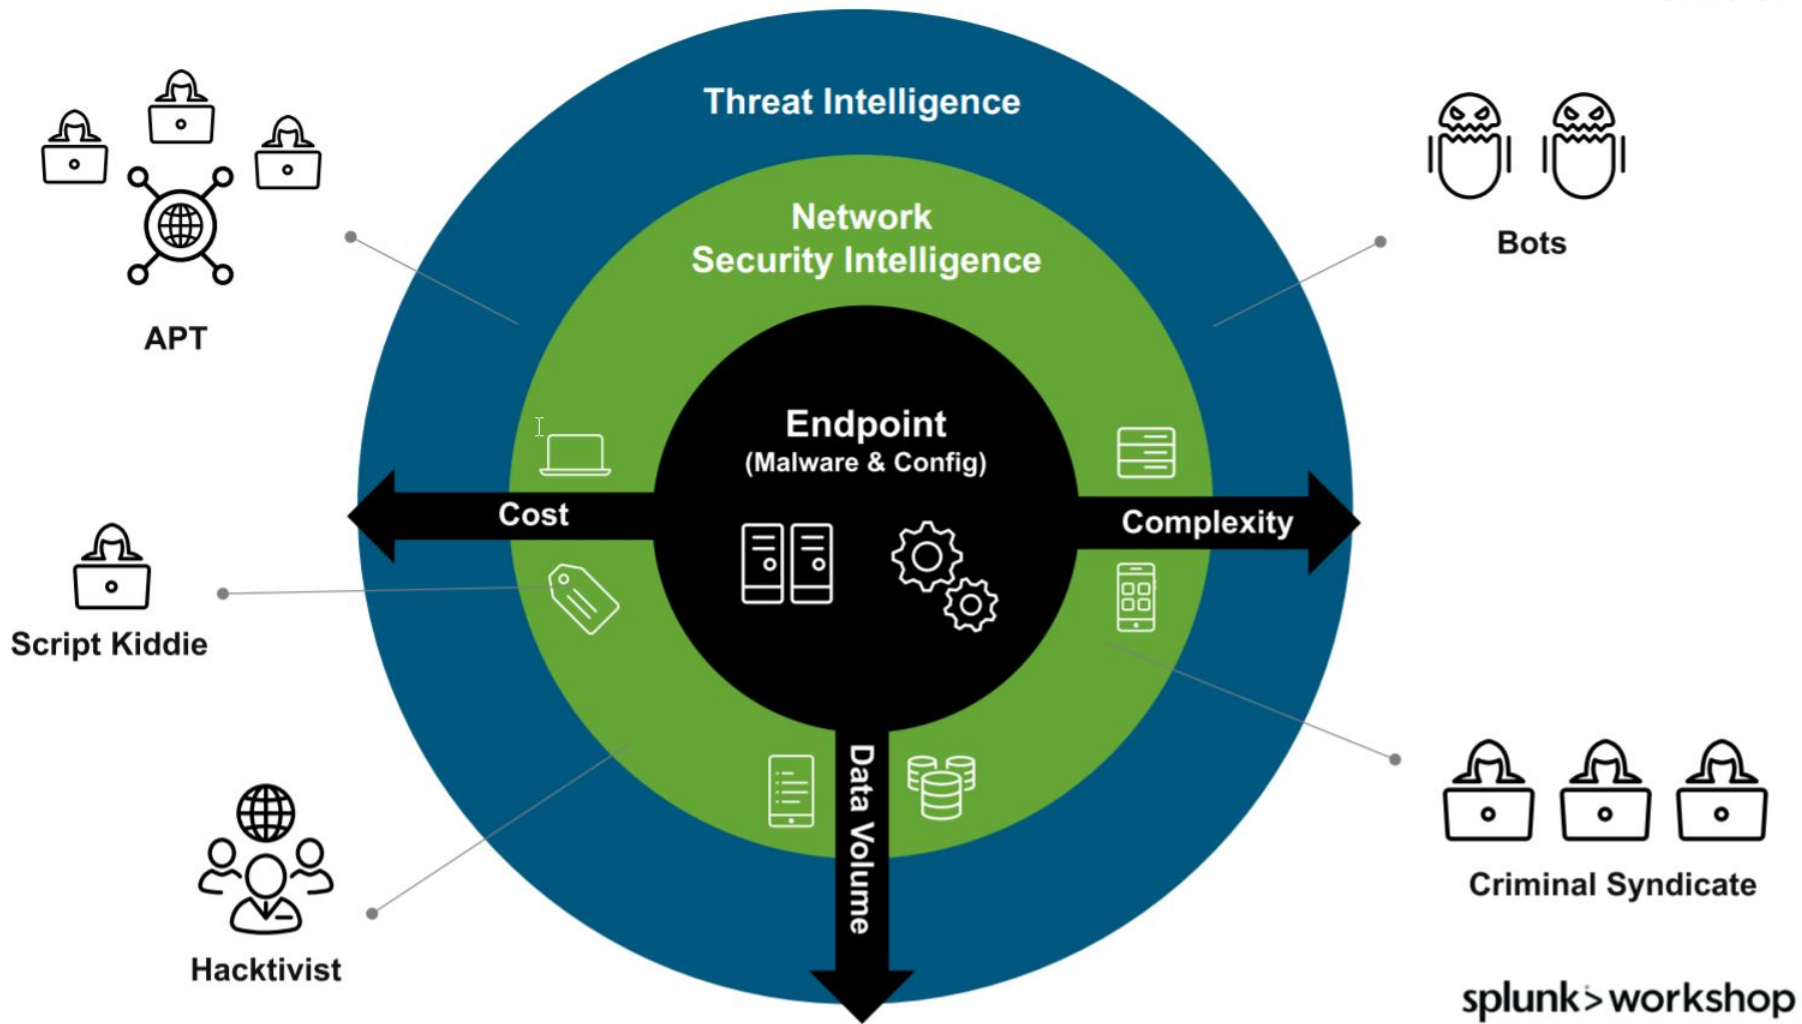 Threat Intelligence
Network
Security Intelligence
Bots
APT
Endpoint
(Malware & Config)
Cost
Complexity
Script Kiddie
Data Volume
Criminal Syndicate
Hacktivist
splunk> workshop